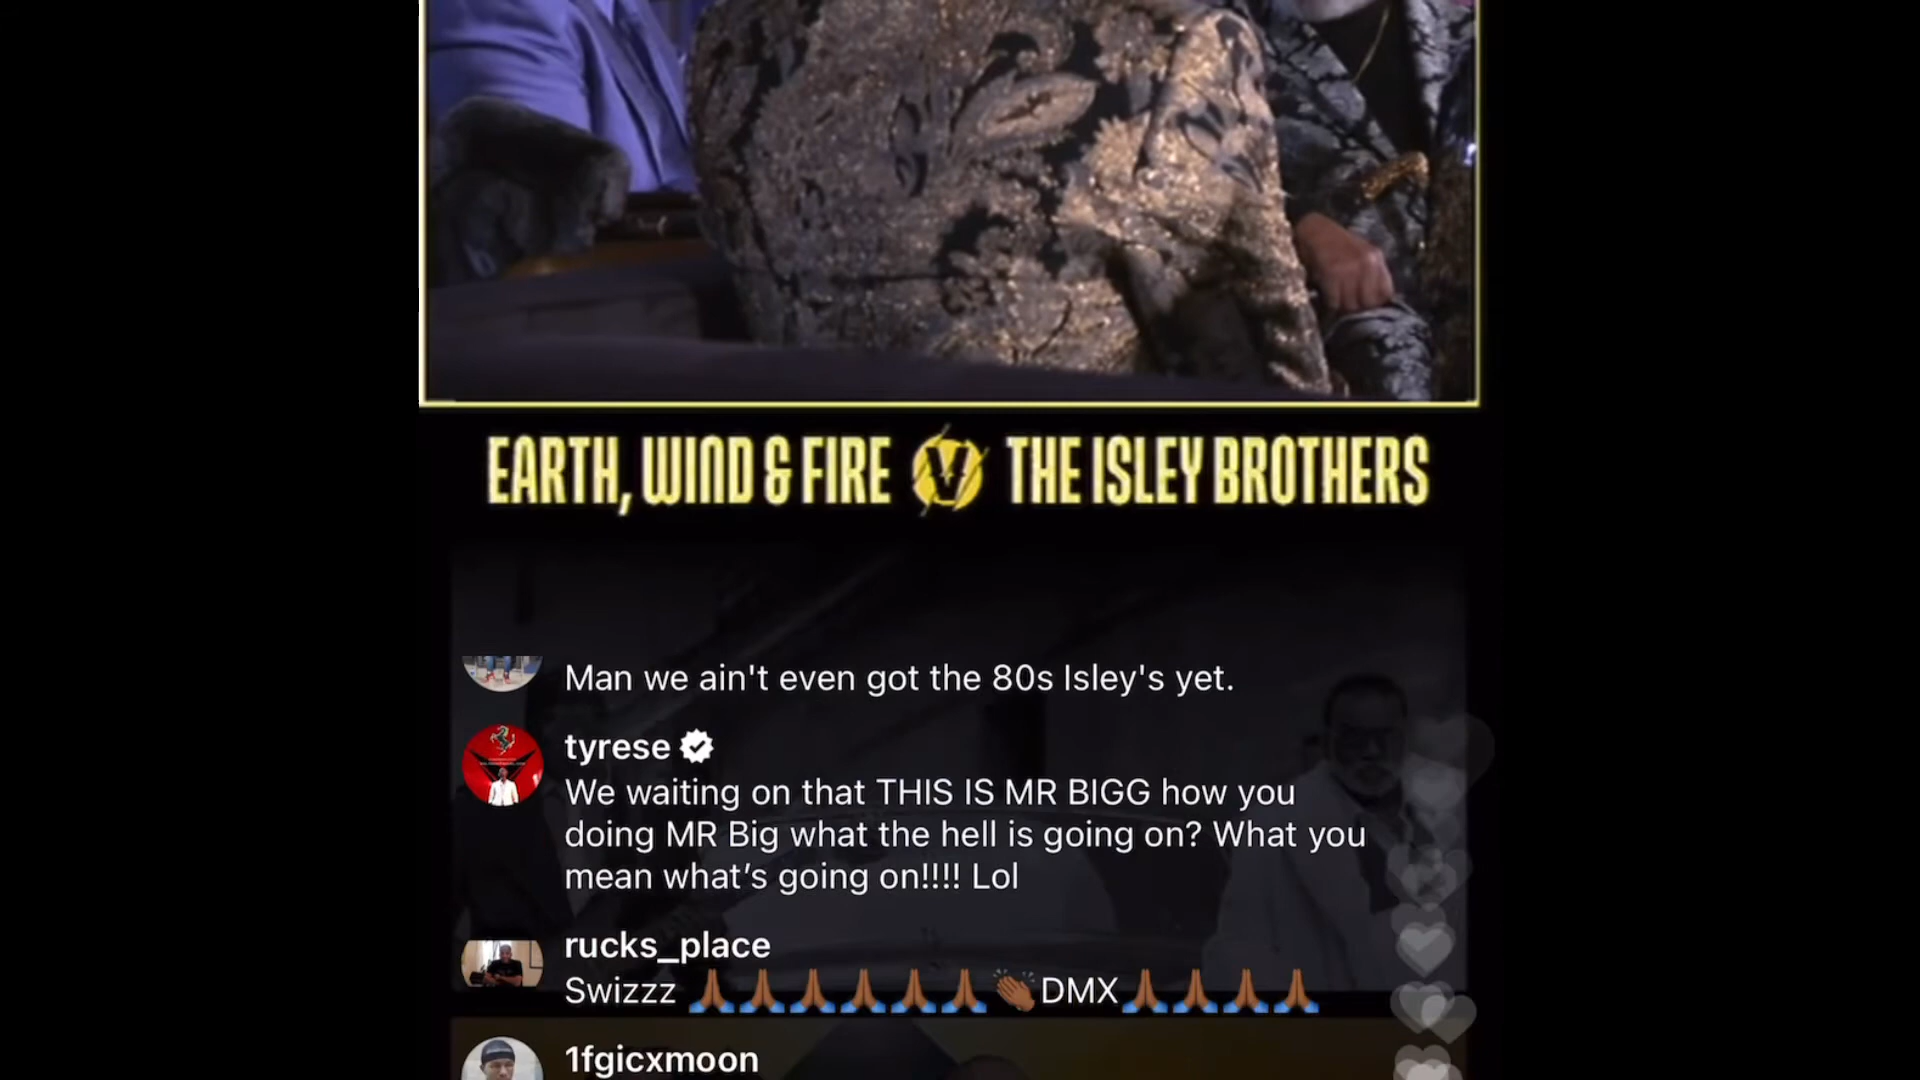 EARTH, WIND & FIRE V THE ISLEY BROTHERS
Man we ain't even got the 80s Isley's yet.
tyrese
We waiting on that THIS IS MR BIGG how you
doing MR Big what the hell is going on? What you
mean what’s going on!!!! Lol
rucks_place
Swizzz 🙏🏾🙏🏾🙏🏾🙏🏾🙏🏾🙏🏾👏🏾DMX🙏🏾🙏🏾🙏🏾🙏🏾
1fgicxmoon